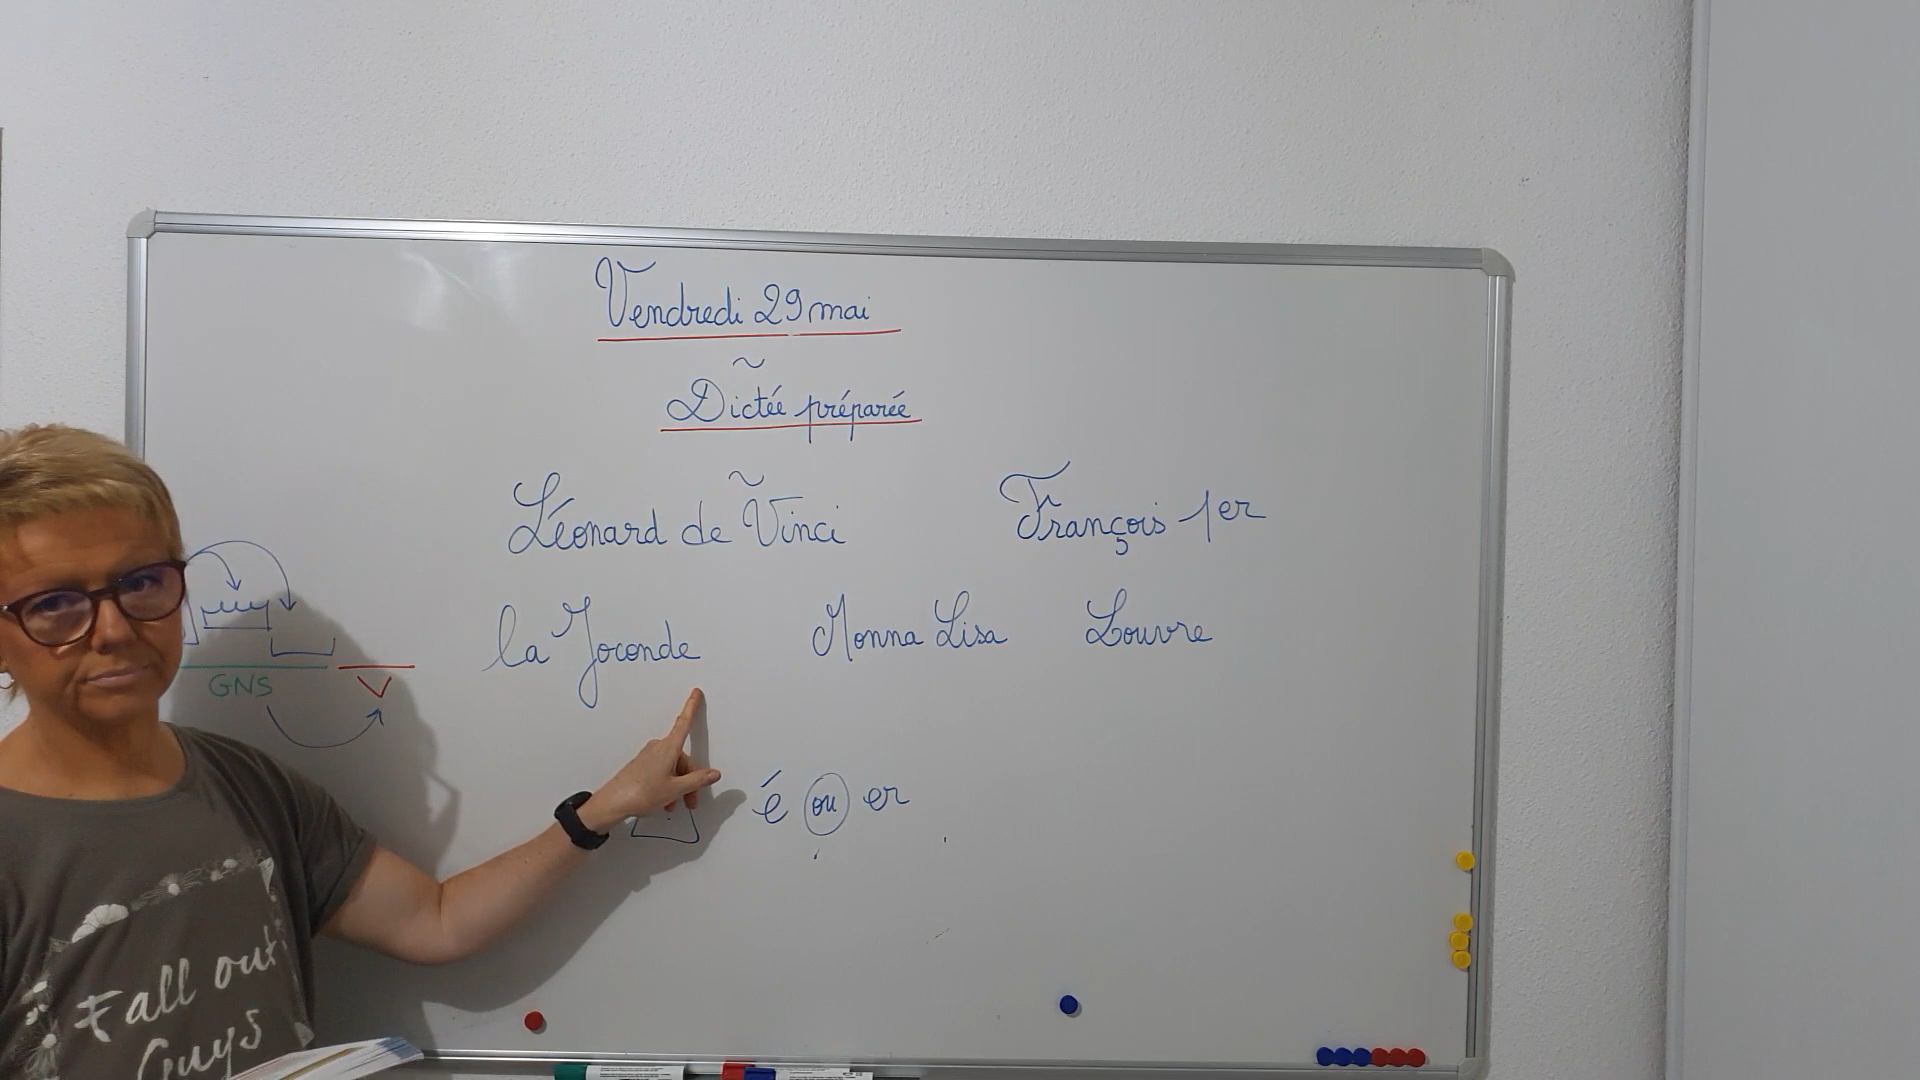 Vendredi 29 mai
Dictée préparée
Léonard de Vinci François 1er
la Joconde Monna Lisa Louvre
GNS V
é ou er
Fall out
Guys